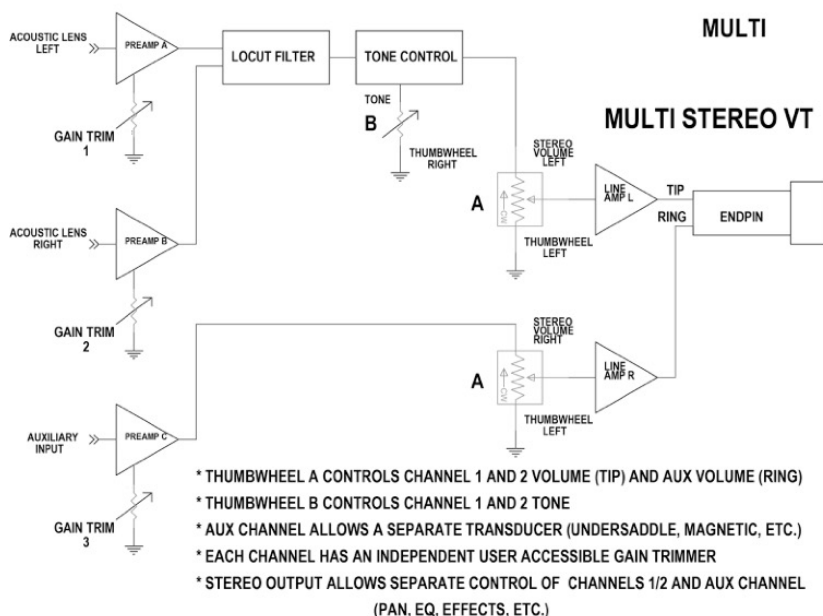 MULTI
MULTI STEREO VT
ACOUSTIC LENS
LEFT
PREAMP A
LOCUT FILTER
TONE CONTROL
GAIN TRIM
1
TONE
B
THUMBWHEEL
RIGHT
STEREO
VOLUME
LEFT
A
CW
THUMBWHEEL
LEFT
LINE
AMP L
TIP
RING
ENDPIN
ACOUSTIC LENS
RIGHT
PREAMP B
GAIN TRIM
2
STEREO
VOLUME
RIGHT
A
CW
THUMBWHEEL
LEFT
LINE
AMP R
AUXILIARY
INPUT
PREAMP C
GAIN TRIM
3
* THUMBWHEEL A CONTROLS CHANNEL 1 AND 2 VOLUME (TIP) AND AUX VOLUME (RING)
* THUMBWHEEL B CONTROLS CHANNEL 1 AND 2 TONE
* AUX CHANNEL ALLOWS A SEPARATE TRANSDUCER (UNDERSADDLE, MAGNETIC, ETC.)
* EACH CHANNEL HAS AN INDEPENDENT USER ACCESSIBLE GAIN TRIMMER
* STEREO OUTPUT ALLOWS SEPARATE CONTROL OF CHANNELS 1/2 AND AUX CHANNEL
(PAN, EQ, EFFECTS, ETC.)